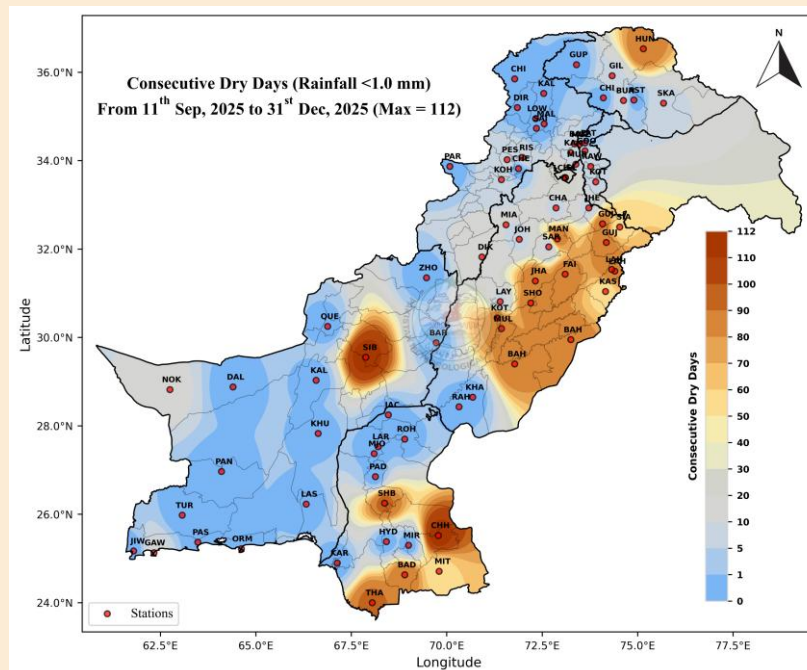 Consecutive Dry Days (Rainfall <1.0 mm)
From 11th Sep, 2025 to 31st Dec, 2025 (Max = 112)
N
HUN
GUP
CHI
GIL
KAL
CHI
BUN
AST
SKA
DIR
LOW
PES
RIS
CHE
PAR
KOH
KOT
CHA
JHE
MIA
GUJ
SIA
JOH
MAN
SAR
GUJ
DIK
FAI
ZHO
JHA
KAS
LAY
SHO
KOT
MUL
QUE
BAR
BAH
SIB
BAH
NOK
DAL
KAL
KHA
RAH
JAC
KHU
ROH
LAR
MIO
PAN
PAD
LAS
SHB
TUR
CHH
PAS
ORM
HYD
MIR
JIW
GAW
KAR
BAD
MIT
THA
Stations
36.0°N
34.0°N
32.0°N
30.0°N
28.0°N
26.0°N
24.0°N
Latitude
62.5°E 65.0°E 67.5°E 70.0°E 72.5°E 75.0°E 77.5°E
Longitude
112
110
100
90
80
70
60
50
40
30
20
10
5
1
0
Consecutive Dry Days